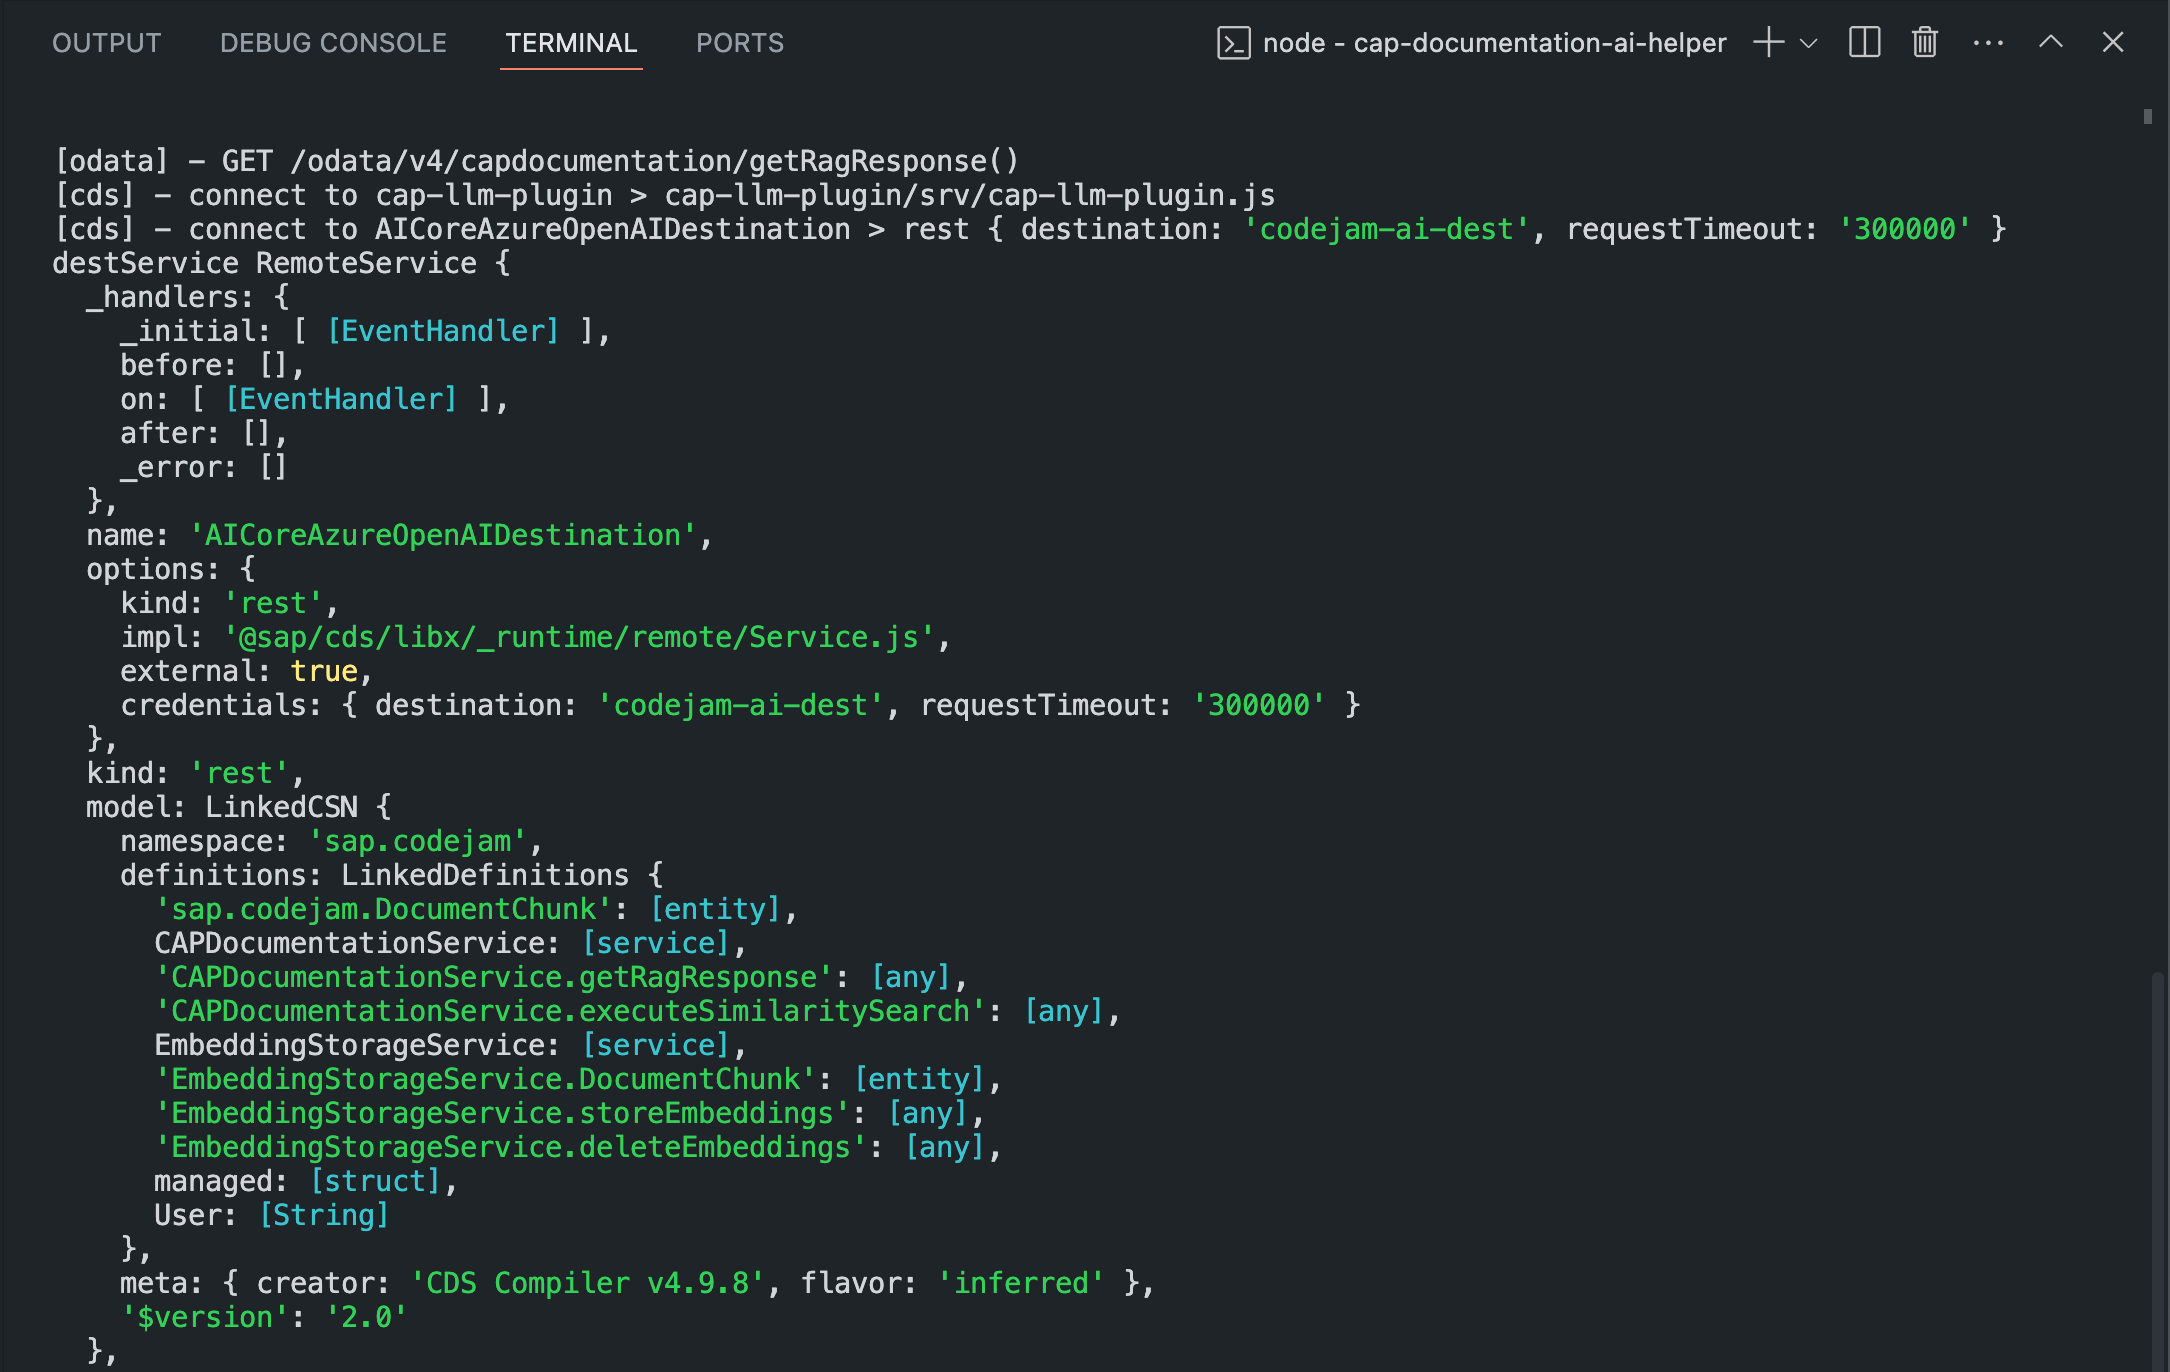 OUTPUT DEBUG CONSOLE TERMINAL PORTS node - cap-documentation-ai-helper
[odata] - GET /odata/v4/capdocumentation/getRagResponse()
[cds] - connect to cap-llm-plugin > cap-llm-plugin/srv/cap-llm-plugin.js
[cds] - connect to AICoreAzureOpenAIDestination > rest { destination: 'codejam-ai-dest', requestTimeout: '300000' }
destService RemoteService {
  _handlers: {
    _initial: [ [EventHandler] ],
    before: [],
    on: [ [EventHandler] ],
    after: [],
    _error: []
  },
  name: 'AICoreAzureOpenAIDestination',
  options: {
    kind: 'rest',
    impl: '@sap/cds/libx/_runtime/remote/Service.js',
    external: true,
    credentials: { destination: 'codejam-ai-dest', requestTimeout: '300000' }
  },
  kind: 'rest',
  model: LinkedCSN {
    namespace: 'sap.codejam',
    definitions: LinkedDefinitions {
      'sap.codejam.DocumentChunk': [entity],
      CAPDocumentationService: [service],
      'CAPDocumentationService.getRagResponse': [any],
      'CAPDocumentationService.executeSimilaritySearch': [any],
      EmbeddingStorageService: [service],
      'EmbeddingStorageService.DocumentChunk': [entity],
      'EmbeddingStorageService.storeEmbeddings': [any],
      'EmbeddingStorageService.deleteEmbeddings': [any],
      managed: [struct],
      User: [String]
    },
    meta: { creator: 'CDS Compiler v4.9.8', flavor: 'inferred' },
    '$version': '2.0'
  },